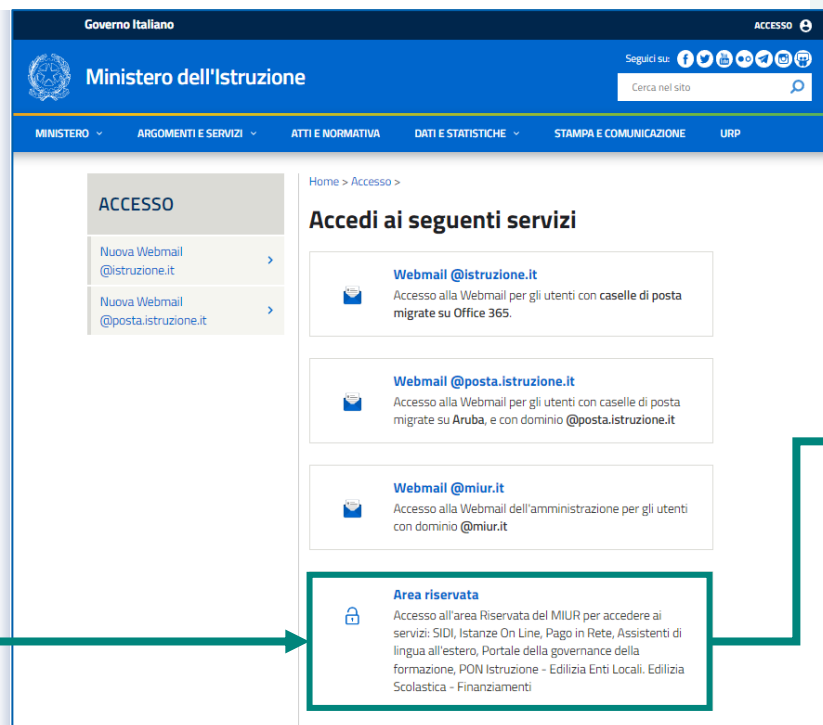 Governo Italiano
ACCESSO
Ministero dell'Istruzione
Seguici su:
Cerca nel sito
MINISTERO
ARGOMENTI E SERVIZI
ATTI E NORMATIVA
DATI E STATISTICHE
STAMPA E COMUNICAZIONE
URP
ACCESSO
Nuova Webmail
@istruzione.it
Nuova Webmail
@posta.istruzione.it
Home > Accesso >
Accedi ai seguenti servizi
Webmail @istruzione.it
Accesso alla Webmail per gli utenti con caselle di posta
migrate su Office 365.
Webmail @posta.istruzione.it
Accesso alla Webmail per gli utenti con caselle di posta
migrate su Aruba, e con dominio @posta.istruzione.it
Webmail @miur.it
Accesso alla Webmail dell'amministrazione per gli utenti
con dominio @miur.it
Area riservata
Accesso all'area Riservata del MIUR per accedere ai
servizi: SIDI, Istanze On Line, Pago in Rete, Assistenti di
lingua all'estero, Portale della governance della
formazione, PON Istruzione - Edilizia Enti Locali. Edilizia
Scolastica - Finanziamenti